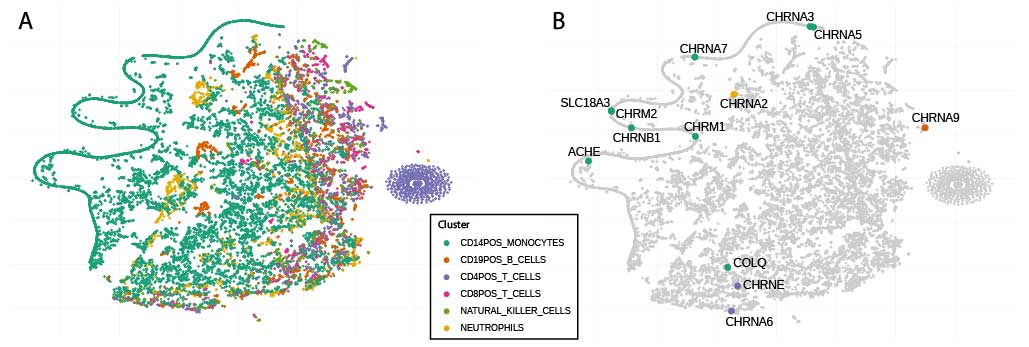 A
B
CHRNA3
CHRNA5
CHRNA7
CHRNA2
SLC18A3
CHRM2
CHRNA9
CHRM1
CHRNB1
ACHE
Cluster
CD14POS_MONOCYTES
CD19POS_B_CELLS
CD4POS_T_CELLS
CD8POS_T_CELLS
NATURAL_KILLER_CELLS
NEUTROPHILS
COLQ
CHRNE
CHRNA6